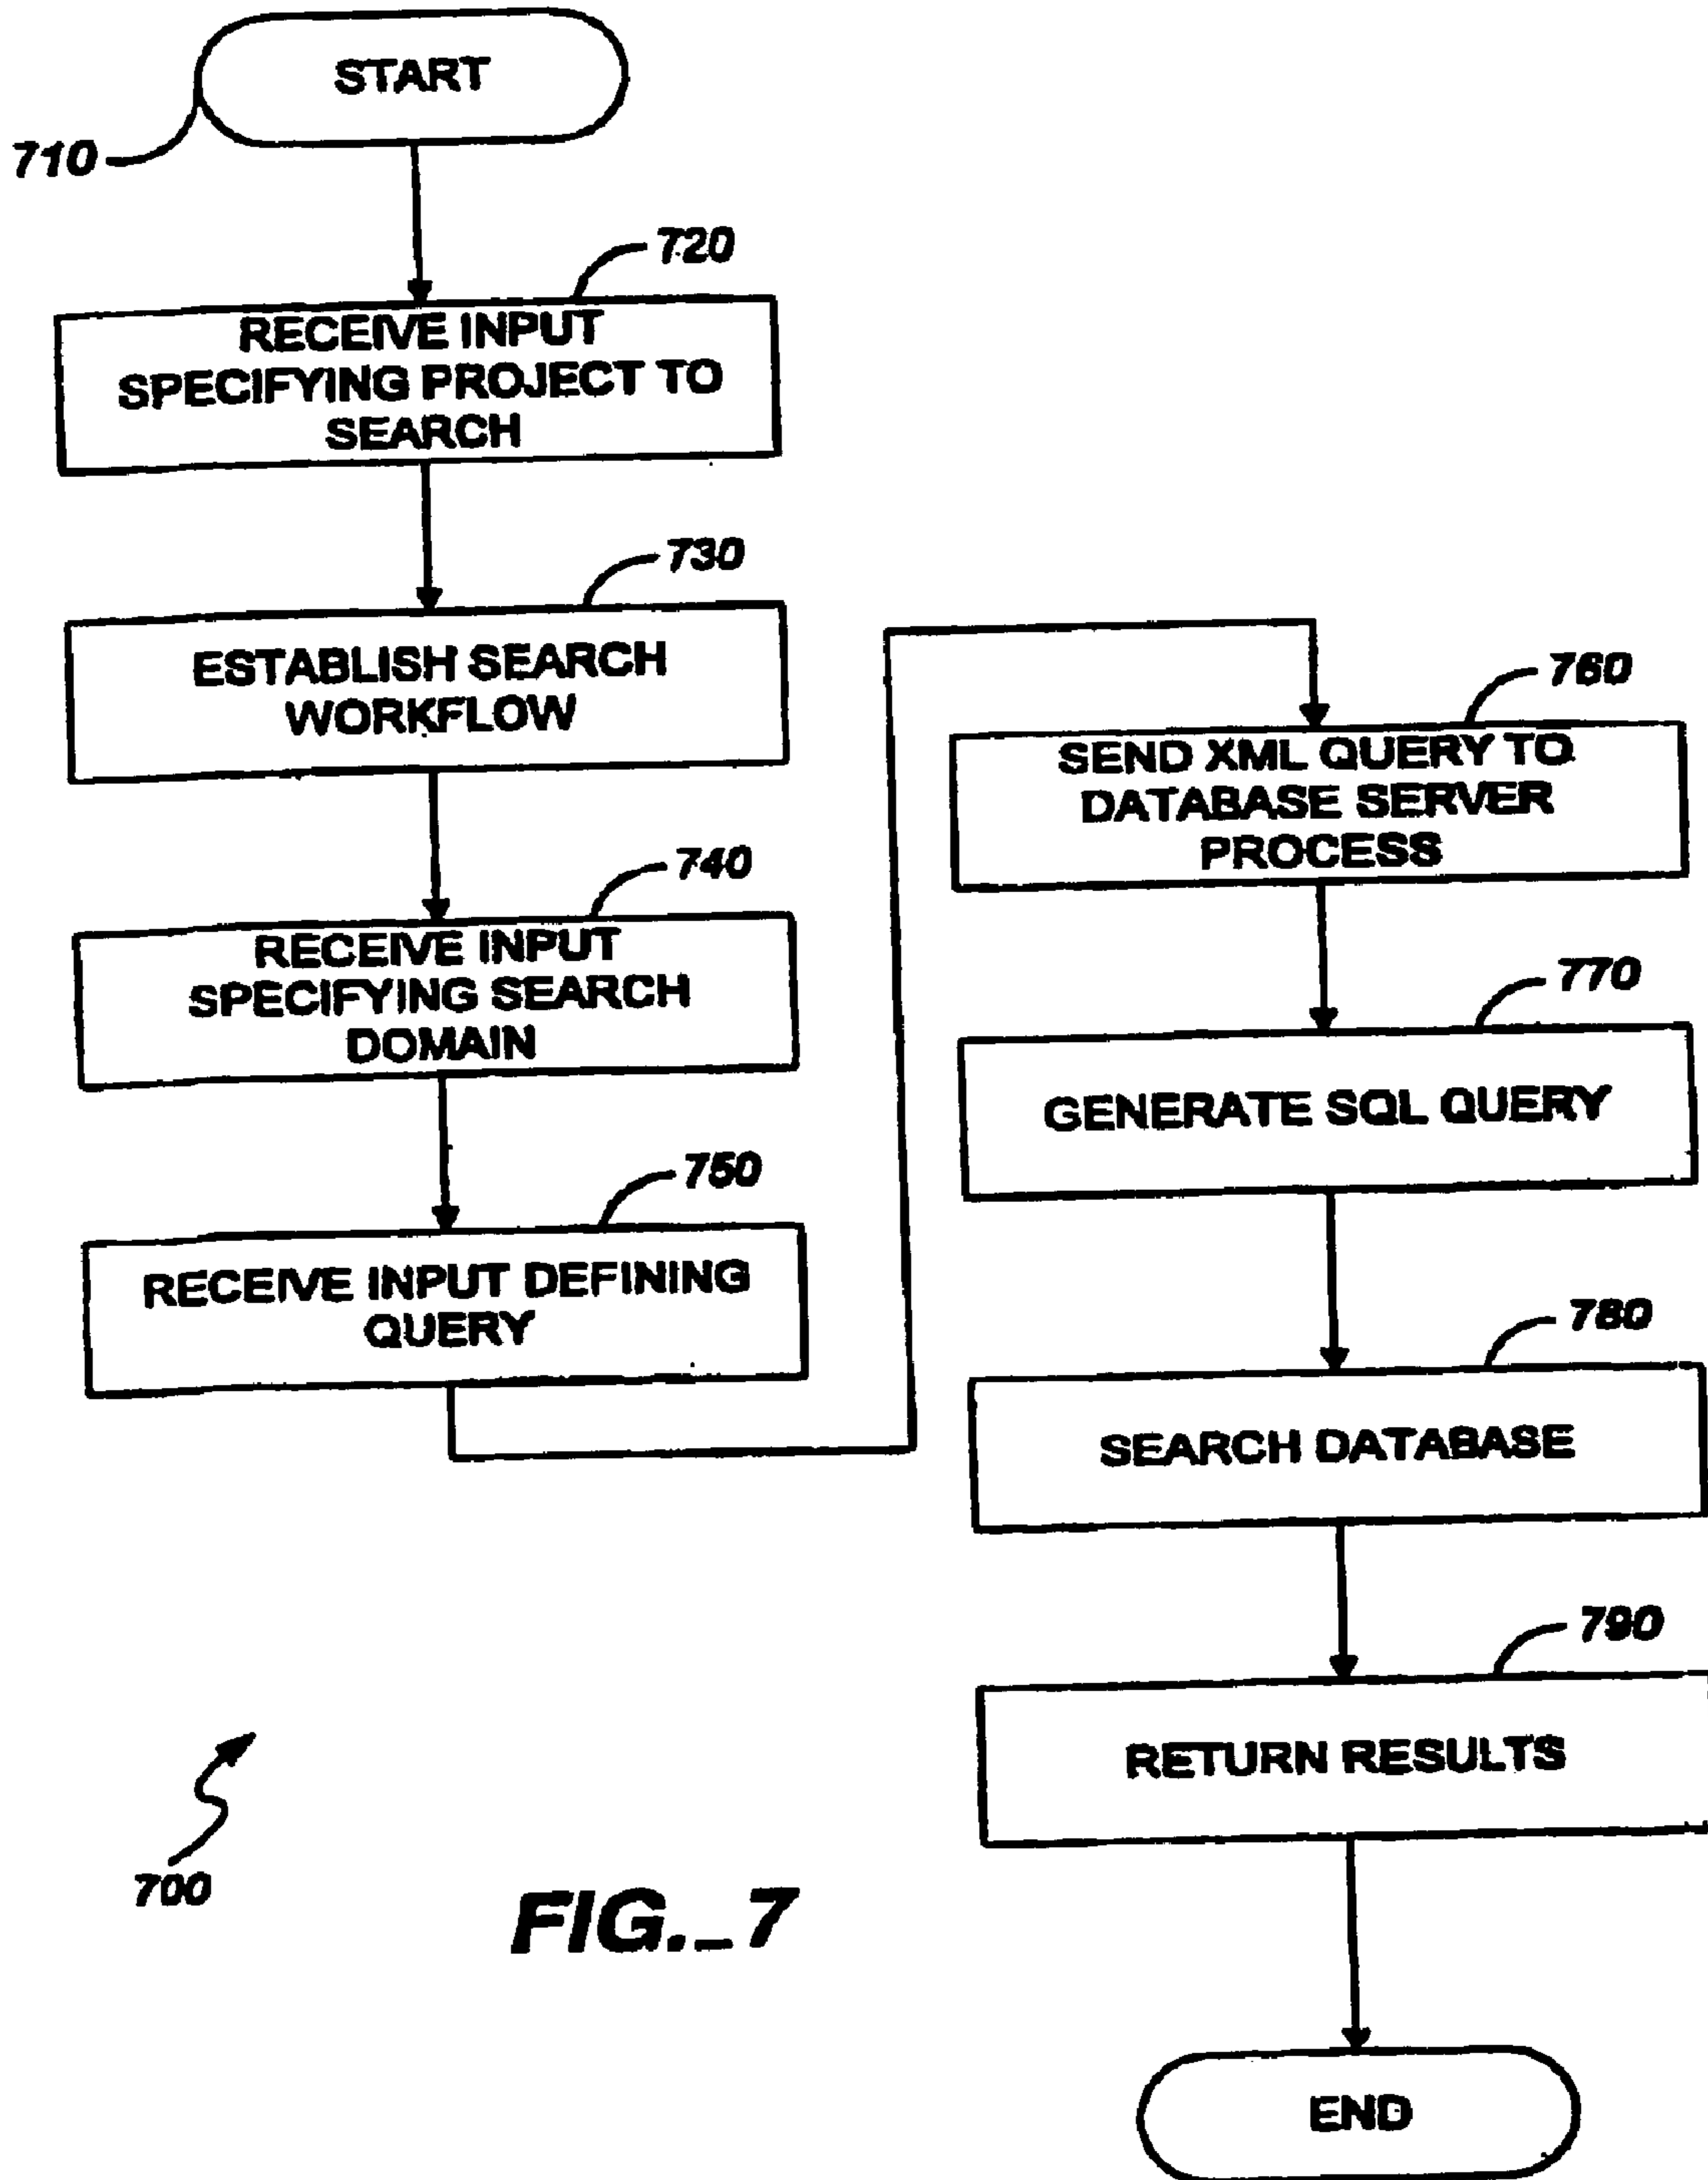 START
710
720
RECEIVE INPUT
SPECIFYING PROJECT TO
SEARCH
730
ESTABLISH SEARCH
WORKFLOW
740
RECEIVE INPUT
SPECIFYING SEARCH
DOMAIN
750
RECEIVE INPUT DEFINING
QUERY
760
SEND XML QUERY TO
DATABASE SERVER
PROCESS
770
GENERATE SQL QUERY
780
SEARCH DATABASE
790
RETURN RESULTS
END
700
FIG._7